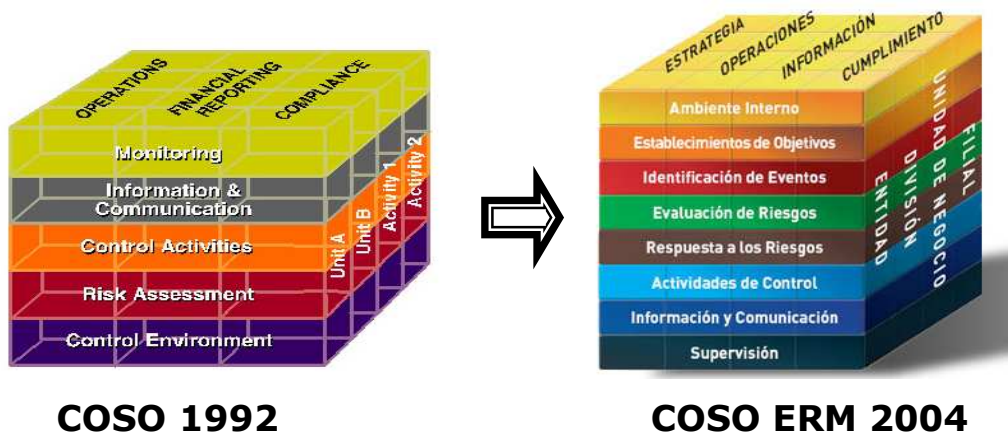 OPERATIONS
FINANCIAL
REPORTING
COMPLIANCE
Monitoring
Information &
Communication
Control Activities
Risk Assessment
Control Environment
Unit A
Unit B
Activity 1
Activity 2
COSO 1992
ESTRATEGIA
OPERACIONES
INFORMACIÓN
CUMPLIMIENTO
Ambiente Interno
Establecimientos de Objetivos
Identificación de Eventos
Evaluación de Riesgos
Respuesta a los Riesgos
Actividades de Control
Información y Comunicación
Supervisión
ENTIDAD
DIVISIÓN
UNIDAD DE NEGOCIO
FILIAL
COSO ERM 2004